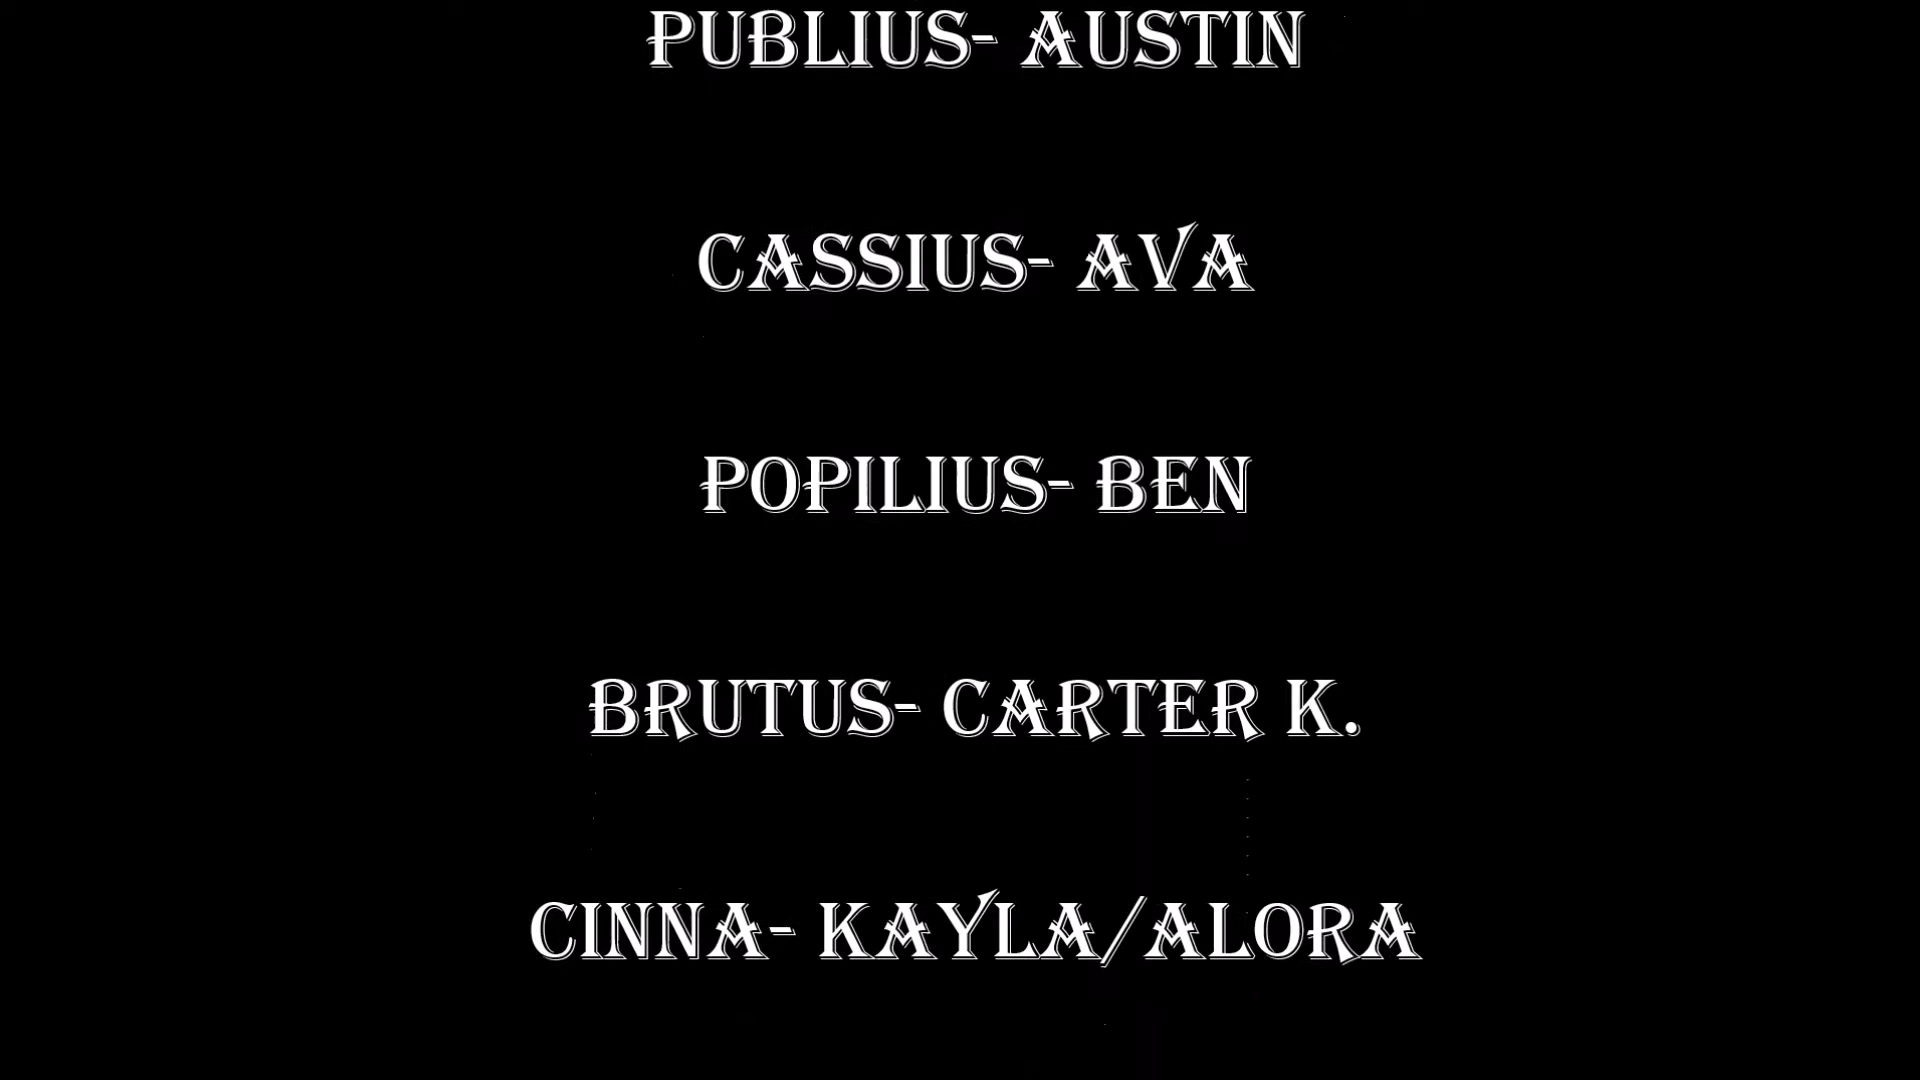 PUBLIUS- AUSTIN
CASSIUS- AVA
POPILIUS- BEN
BRUTUS- CARTER K.
CINNA- KAYLA/ALORA